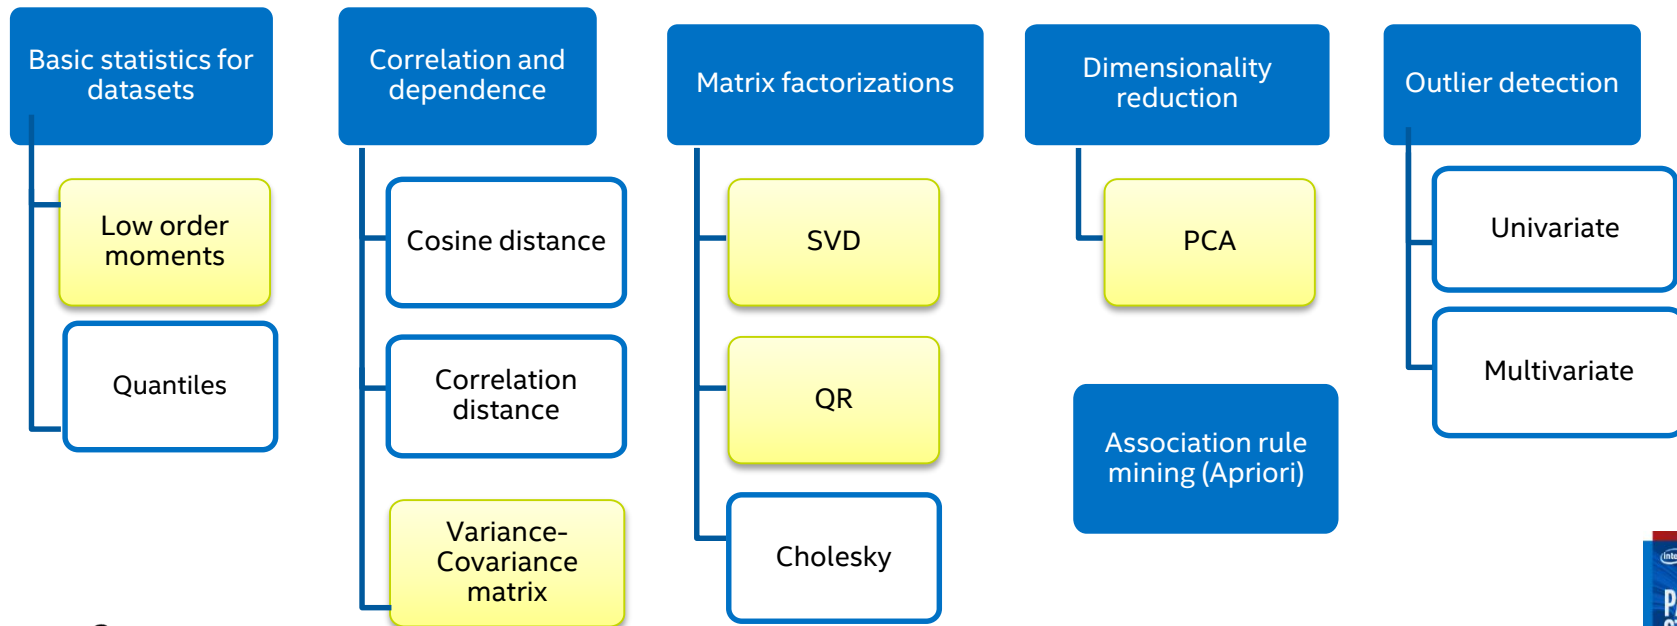 Basic statistics for
datasets
Low order
moments
Quantiles
Correlation and
dependence
Cosine distance
Correlation
distance
Variance-
Covariance
matrix
Matrix factorizations
SVD
QR
Cholesky
Dimensionality
reduction
PCA
Association rule
mining (Apriori)
Outlier detection
Univariate
Multivariate